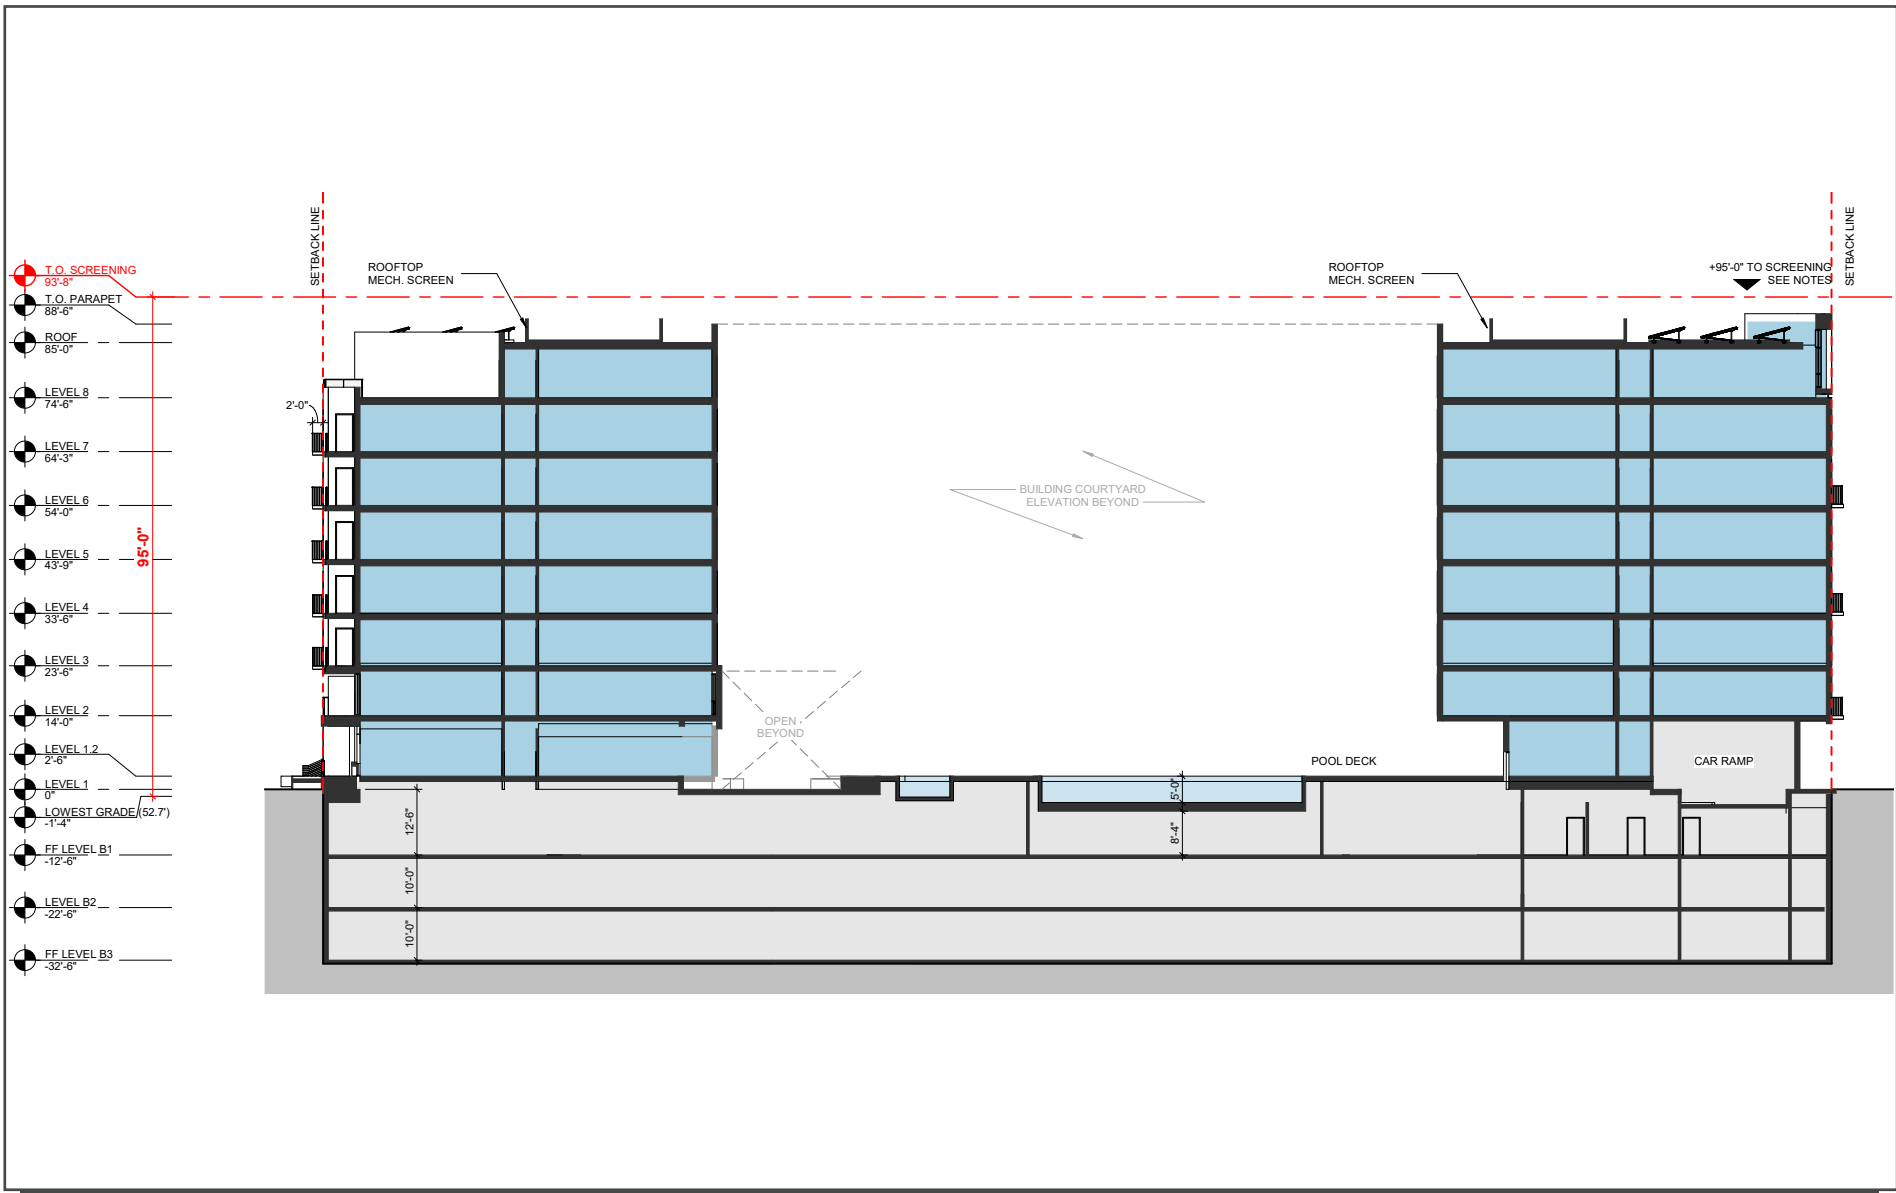 SETBACK LINE
SETBACK LINE
T.O. SCREENING
93'-8"
T.O. PARAPET
88'-6"
ROOF
85'-0"
LEVEL 8
74'-6"
LEVEL 7
64'-3"
LEVEL 6
54'-0"
LEVEL 5
43'-9"
LEVEL 4
33'-6"
LEVEL 3
23'-6"
LEVEL 2
14'-0"
LEVEL 1.2
2'-6"
LEVEL 1
0"
LOWEST GRADE (52.7')
-1'-4"
FF LEVEL B1
-12'-6"
LEVEL B2
-22'-6"
FF LEVEL B3
-32'-6"
95'-0"
2'-0"
ROOFTOP
MECH. SCREEN
ROOFTOP
MECH. SCREEN
+95'-0" TO SCREENING
SEE NOTES
BUILDING COURTYARD
ELEVATION BEYOND
OPEN
BEYOND
POOL DECK
CAR RAMP
12'-6"
10'-0"
10'-0"
5'-0"
8'-4"